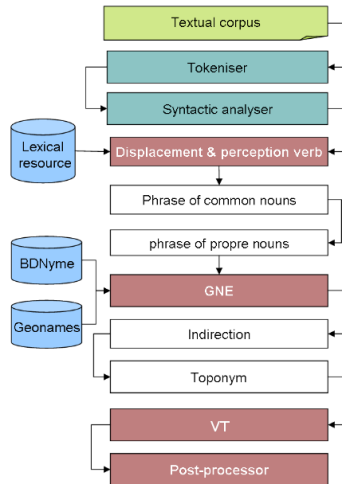 Textual corpus
Tokeniser
Syntactic analyser
Lexical
resource
Displacement & perception verb
Phrase of common nouns
phrase of propre nouns
BDNyme
GNE
Geonames
Indirection
Toponym
VT
Post-processor